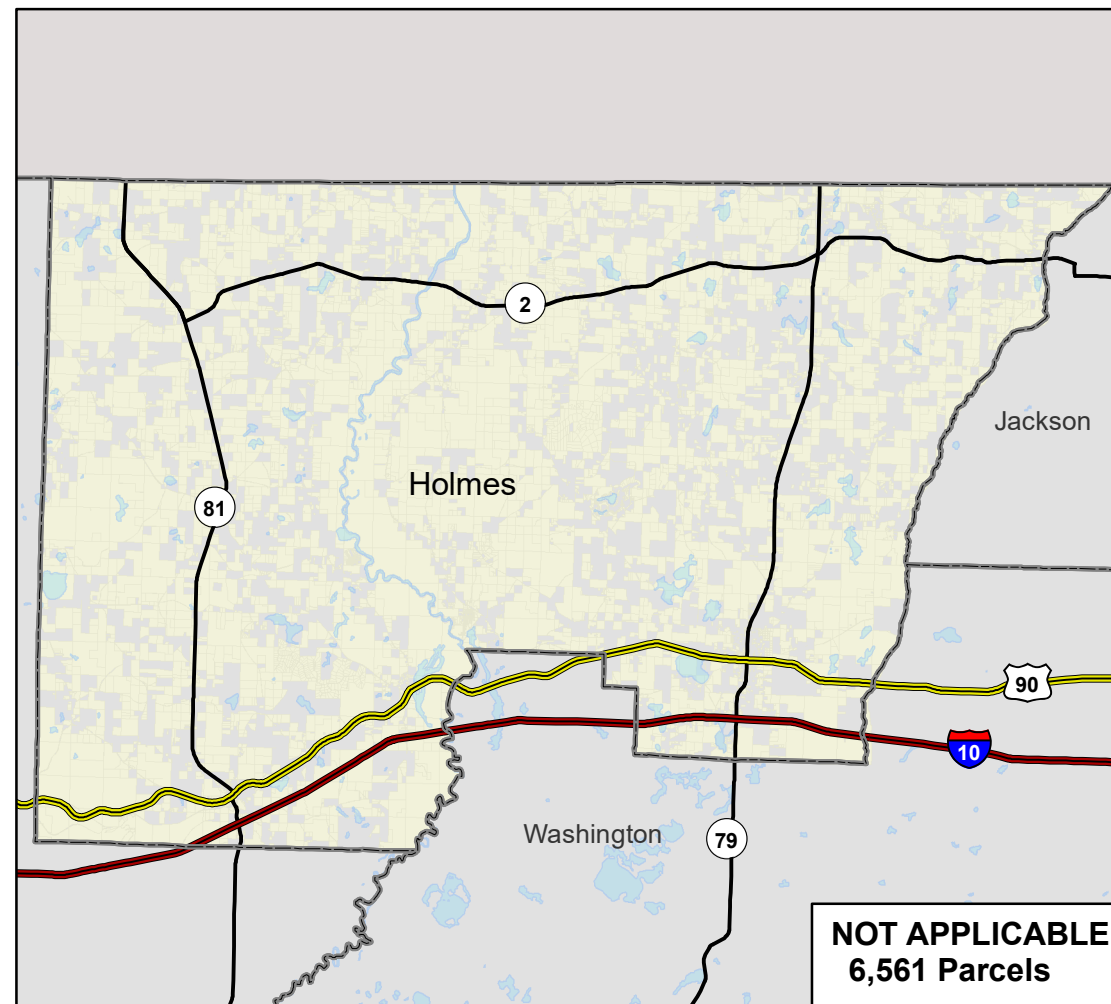 2
Jackson
Holmes
81
90
10
Washington
79
NOT APPLICABLE
6,561 Parcels